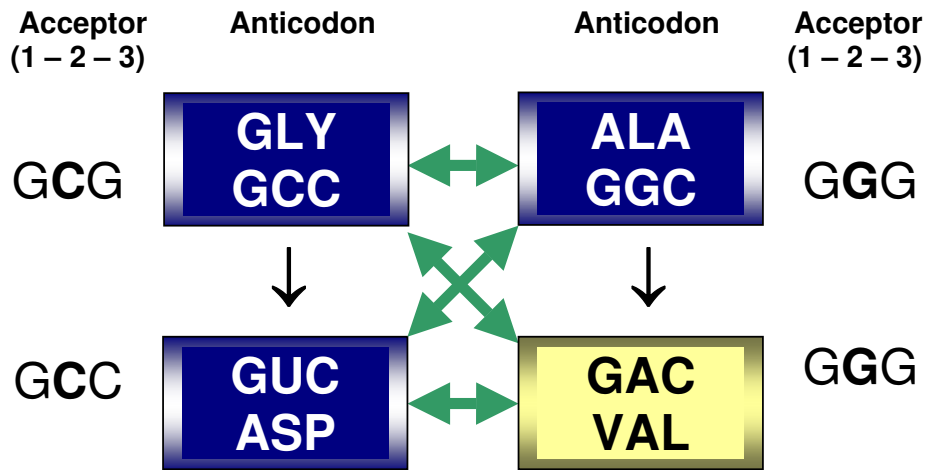 Acceptor Anticodon Anticodon Acceptor
(1 – 2 – 3) (1 – 2 – 3)
GLY ALA
GCG GCC GGC GGG
↓ ↓
GCC GUC GAC GGG
ASP VAL